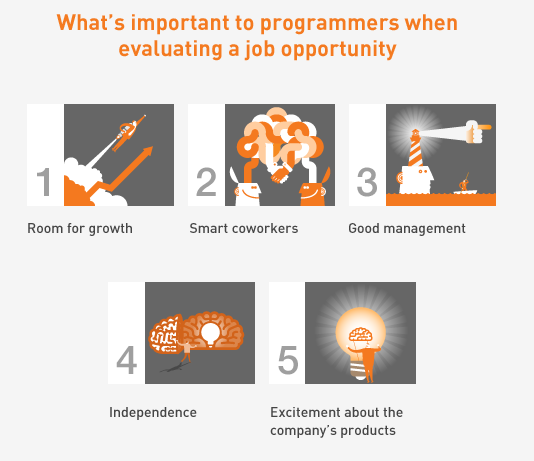 What's important to programmers when
evaluating a job opportunity
1
Room for growth
2
Smart coworkers
3
Good management
4
Independence
5
Excitement about the
company's products